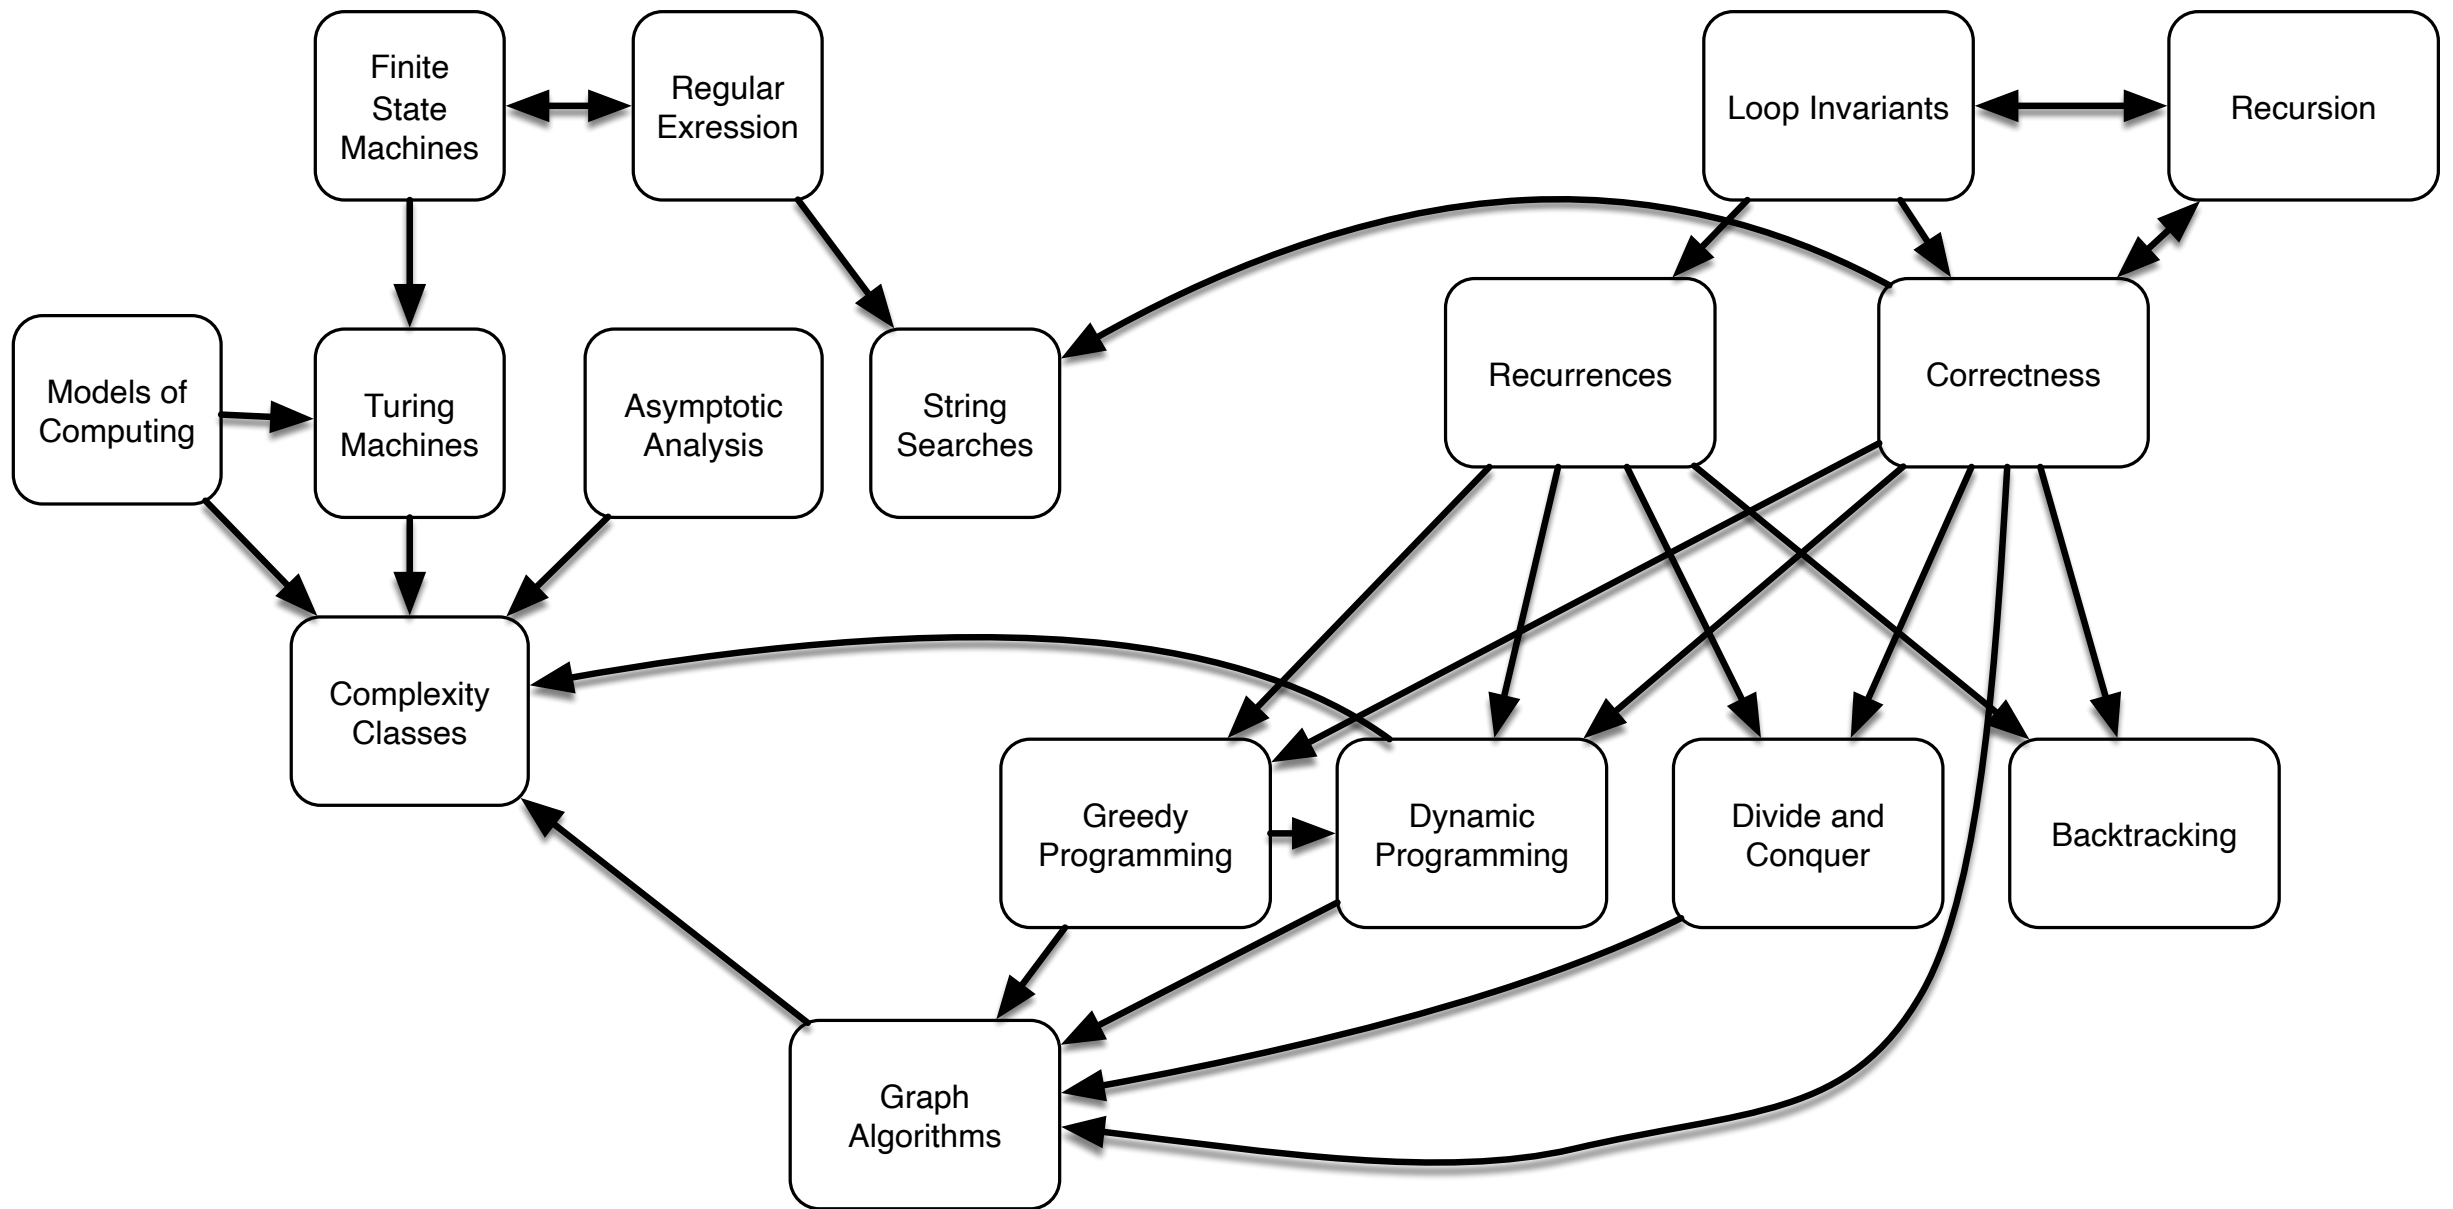 Finite
State
Machines
Regular
Exression
Loop Invariants
Recursion
Models of
Computing
Turing
Machines
Asymptotic
Analysis
String
Searches
Recurrences
Correctness
Complexity
Classes
Greedy
Programming
Dynamic
Programming
Divide and
Conquer
Backtracking
Graph
Algorithms